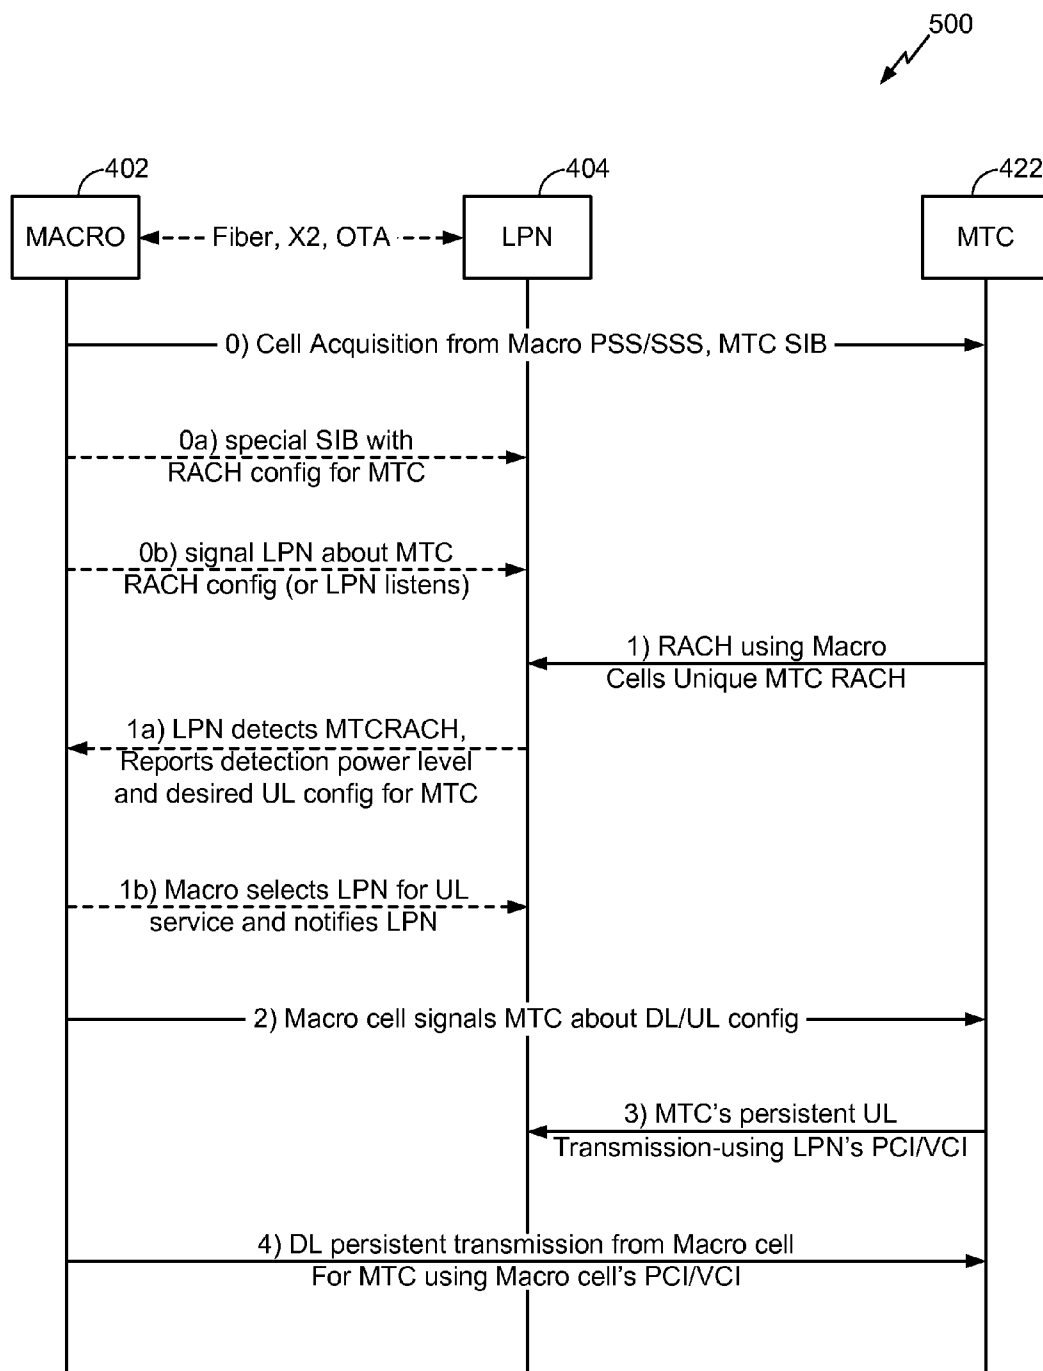 500
402
404
422
MACRO
Fiber, X2, OTA
LPN
MTC
0) Cell Acquisition from Macro PSS/SSS, MTC SIB
0a) special SIB with
RACH config for MTC
0b) signal LPN about MTC
RACH config (or LPN listens)
1) RACH using Macro
Cells Unique MTC RACH
1a) LPN detects MTCRACH,
Reports detection power level
and desired UL config for MTC
1b) Macro selects LPN for UL
service and notifies LPN
2) Macro cell signals MTC about DL/UL config
3) MTC's persistent UL
Transmission-using LPN's PCI/VCI
4) DL persistent transmission from Macro cell
For MTC using Macro cell's PCI/VCI